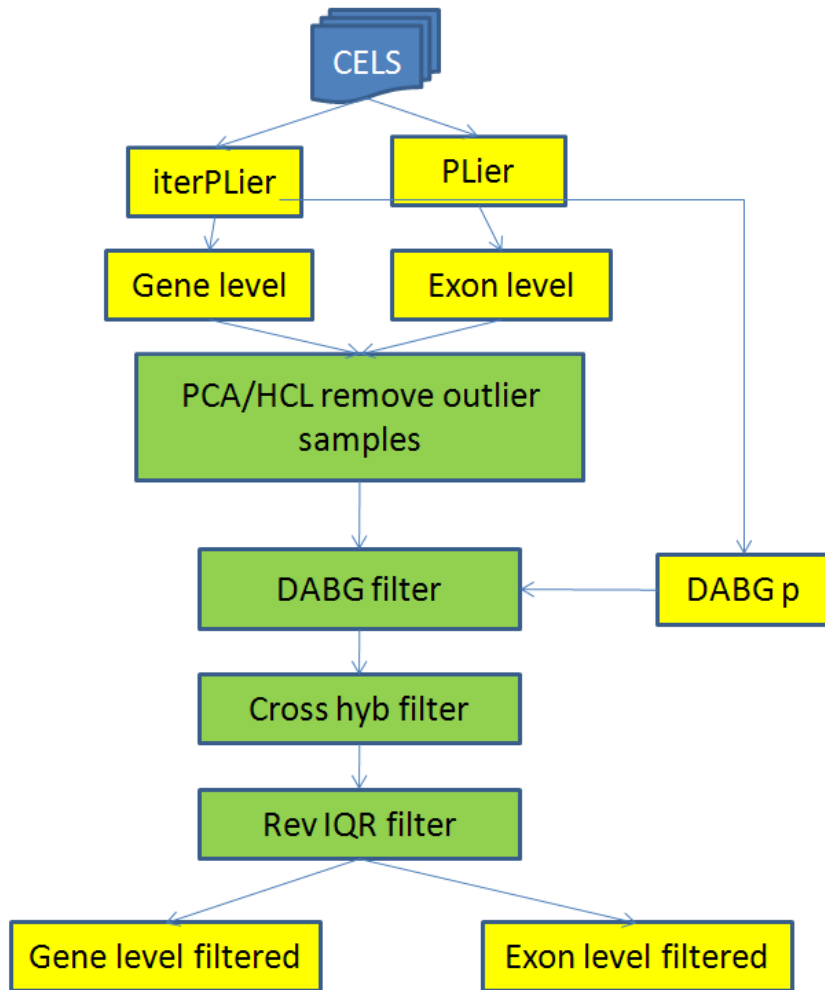 CELS
iterPLier
PLier
Gene level
Exon level
PCA/HCL remove outlier
samples
DABG filter
DABG p
Cross hyb filter
Rev IQR filter
Gene level filtered
Exon level filtered